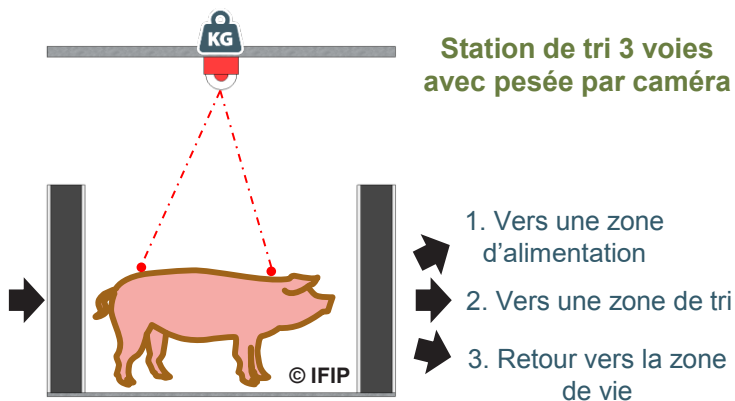 KG
Station de tri 3 voies
avec pesée par caméra
1. Vers une zone
d'alimentation
2. Vers une zone de tri
3. Retour vers la zone
de vie
© IFIP